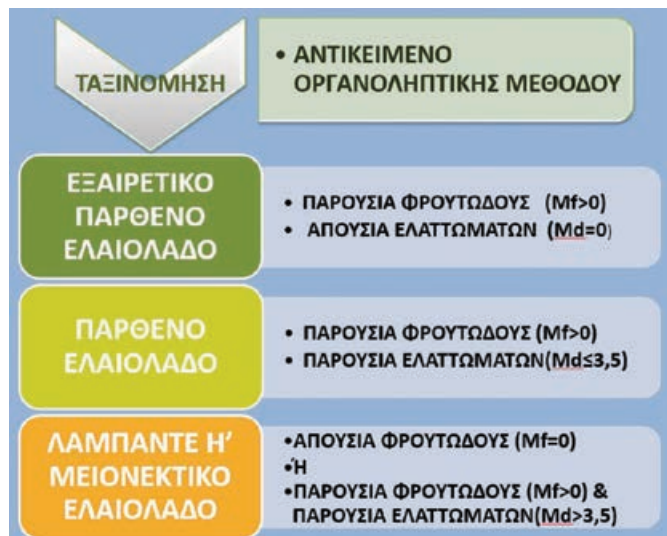 ΤΑΞΙΝΟΜΗΣΗ
• ΑΝΤΙΚΕΙΜΕΝΟ
ΟΡΓΑΝΟΛΗΠΤΙΚΗΣ ΜΕΘΟΔΟΥ
ΕΞΑΙΡΕΤΙΚΟ
ΠΑΡΘΕΝΟ
ΕΛΑΙΟΛΑΔΟ
• ΠΑΡΟΥΣΙΑ ΦΡΟΥΤΩΔΟΥΣ (Mf>0)
• ΑΠΟΥΣΙΑ ΕΛΑΤΤΩΜΑΤΩΝ (Md=0)
ΠΑΡΘΕΝΟ
ΕΛΑΙΟΛΑΔΟ
• ΠΑΡΟΥΣΙΑ ΦΡΟΥΤΩΔΟΥΣ (Mf>0)
• ΠΑΡΟΥΣΙΑ ΕΛΑΤΤΩΜΑΤΩΝ(Md≤3,5)
ΛΑΜΠΑΝΤΕ Η’
ΜΕΙΟΝΕΚΤΙΚΟ
ΕΛΑΙΟΛΑΔΟ
•ΑΠΟΥΣΙΑ ΦΡΟΥΤΩΔΟΥΣ (Mf=0)
•Ή
•ΠΑΡΟΥΣΙΑ ΦΡΟΥΤΩΔΟΥΣ (Mf>0) &
ΠΑΡΟΥΣΙΑ ΕΛΑΤΤΩΜΑΤΩΝ(Md>3,5)